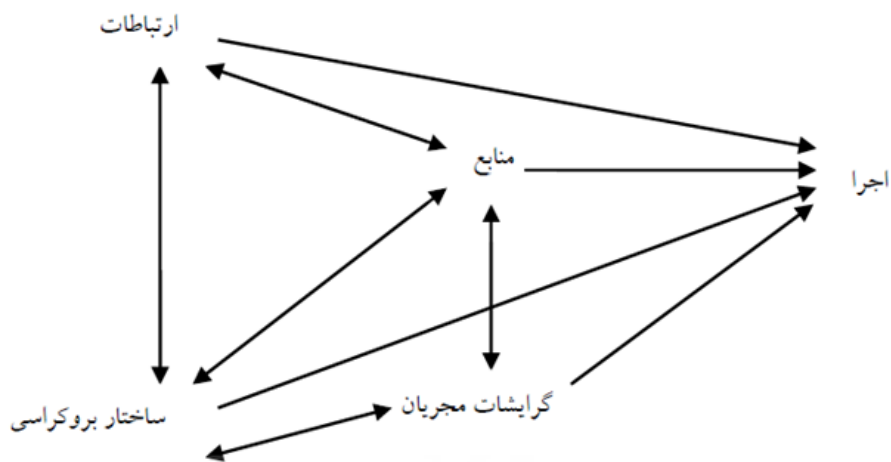 ارتباطات
منابع
اجرا
گرایشات مجریان
ساختار بروکراسی